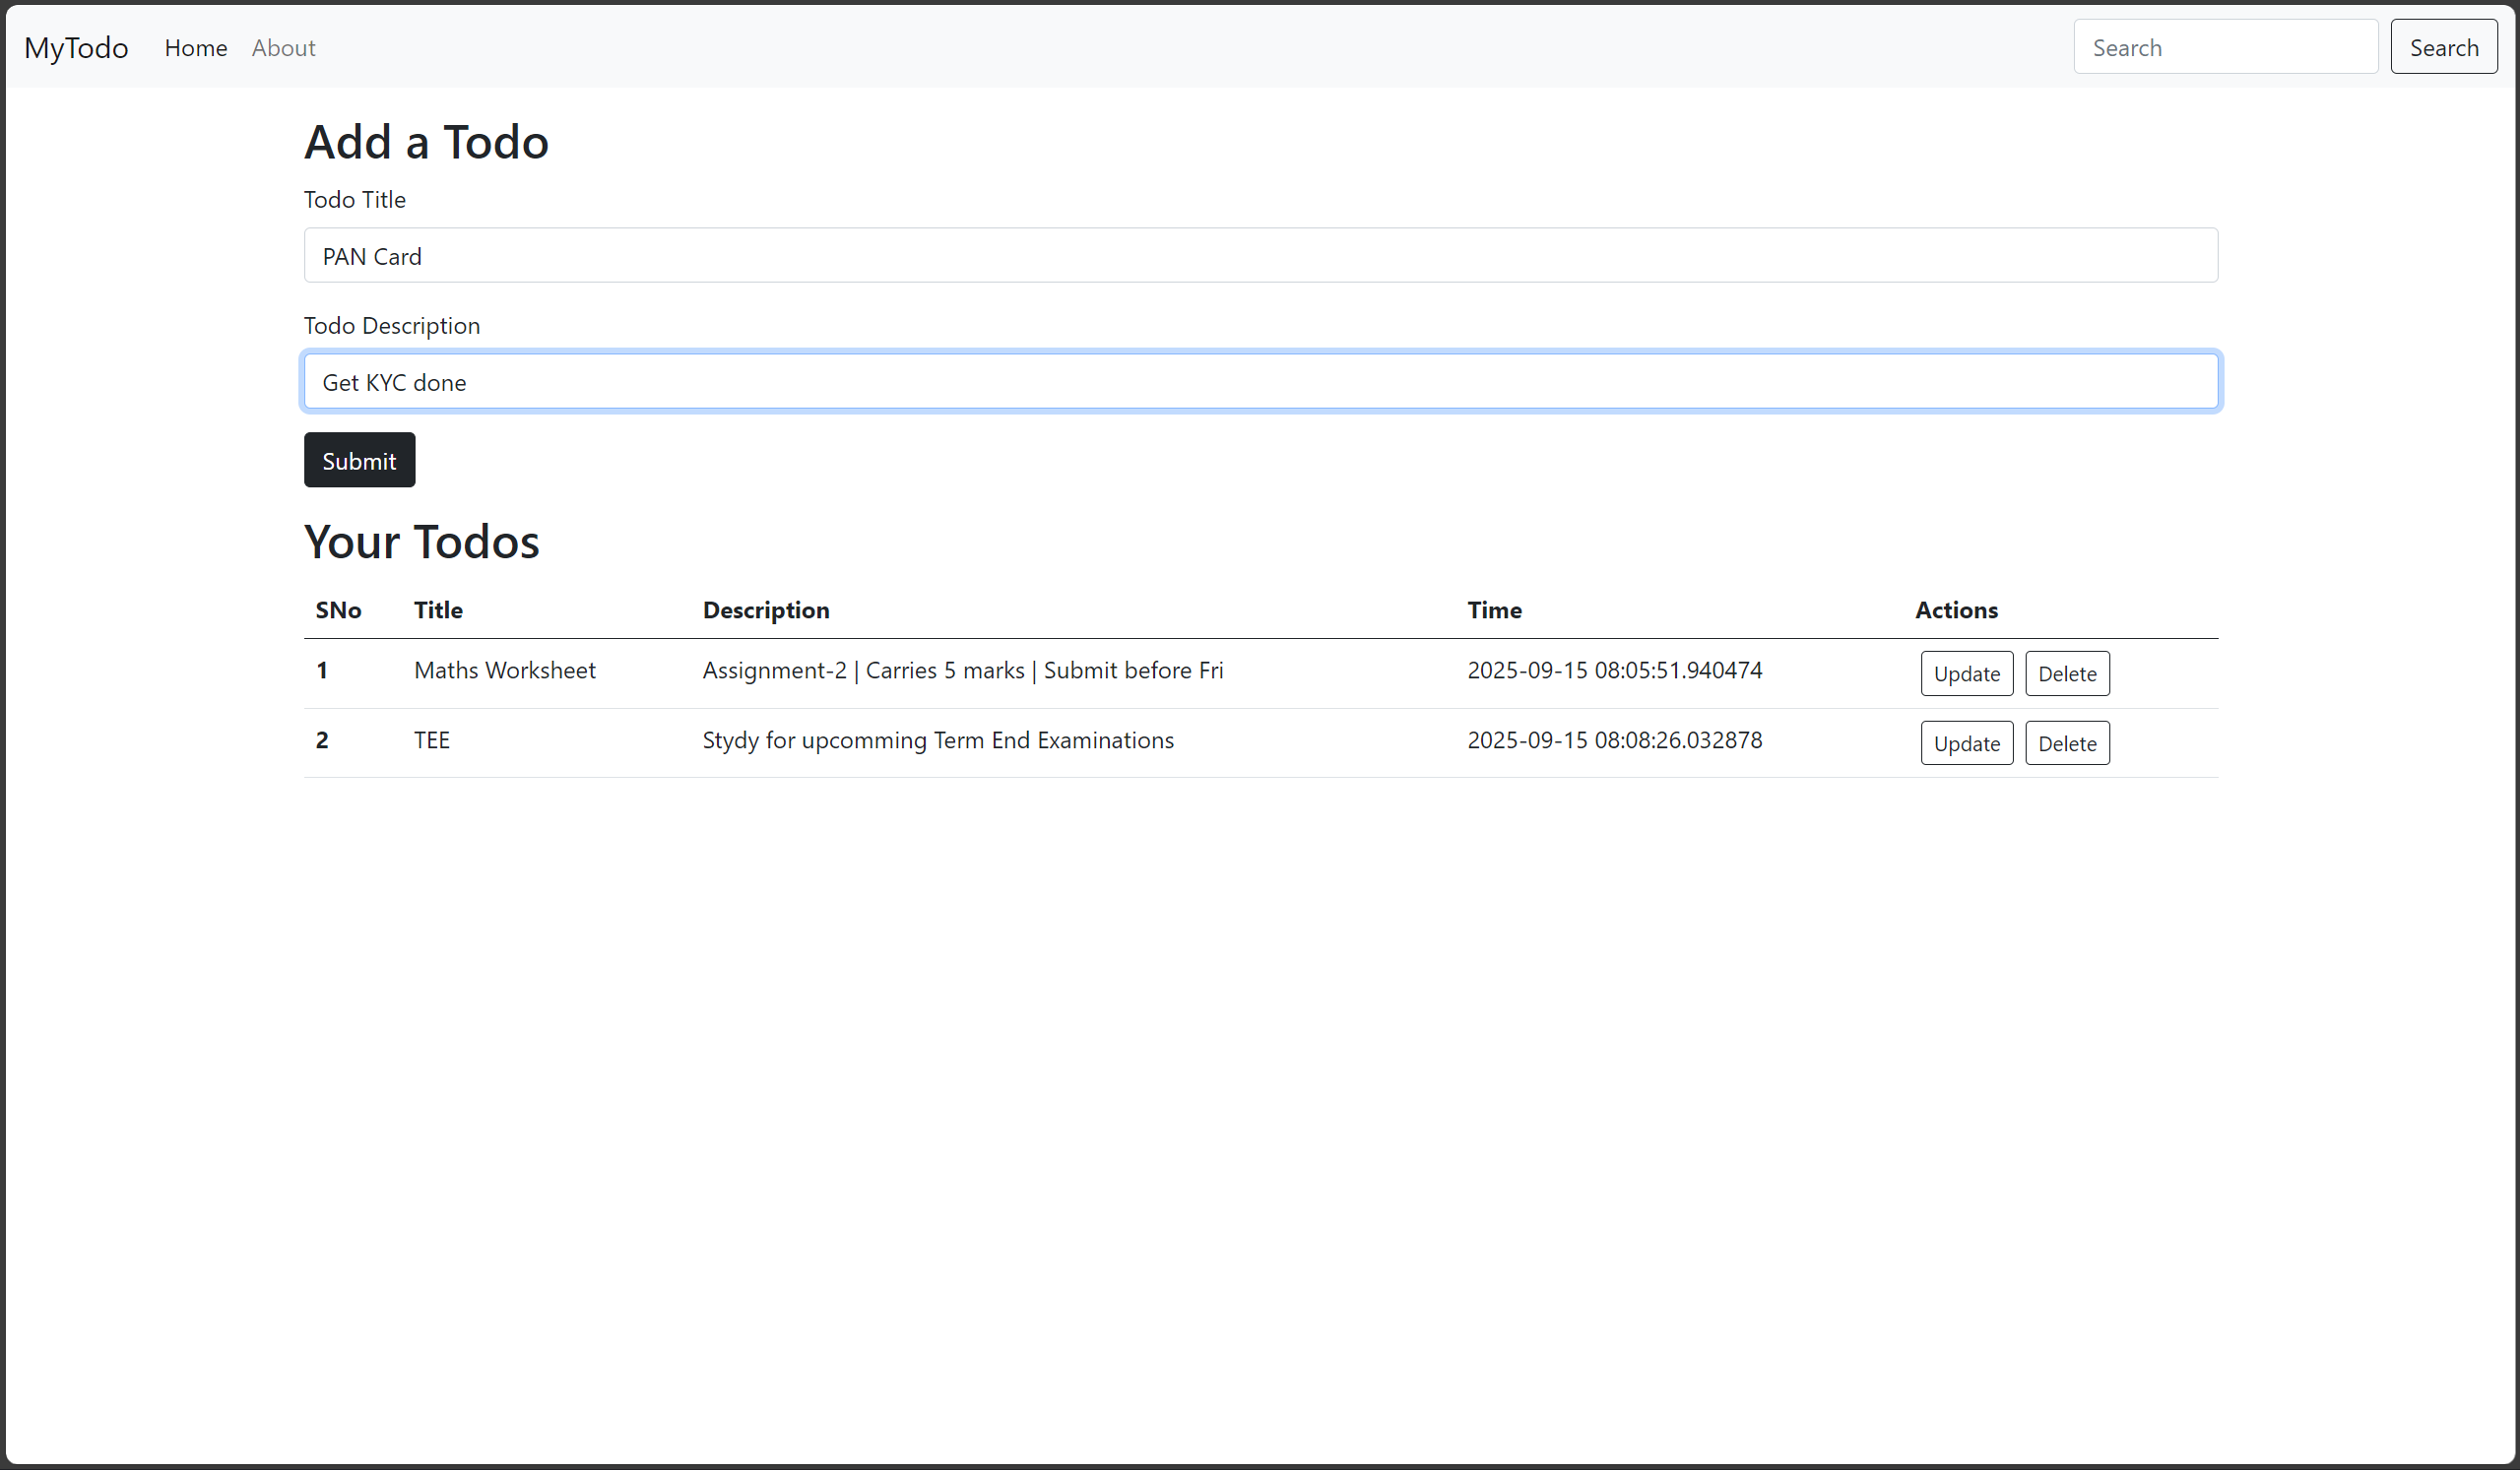 MyTodo Home About Search Search
Add a Todo
Todo Title
PAN Card
Todo Description
Get KYC done
Submit
Your Todos
SNo Title Description Time Actions
1 Maths Worksheet Assignment-2 | Carries 5 marks | Submit before Fri 2025-09-15 08:05:51.940474 Update Delete
2 TEE Stydy for upcomming Term End Examinations 2025-09-15 08:08:26.032878 Update Delete